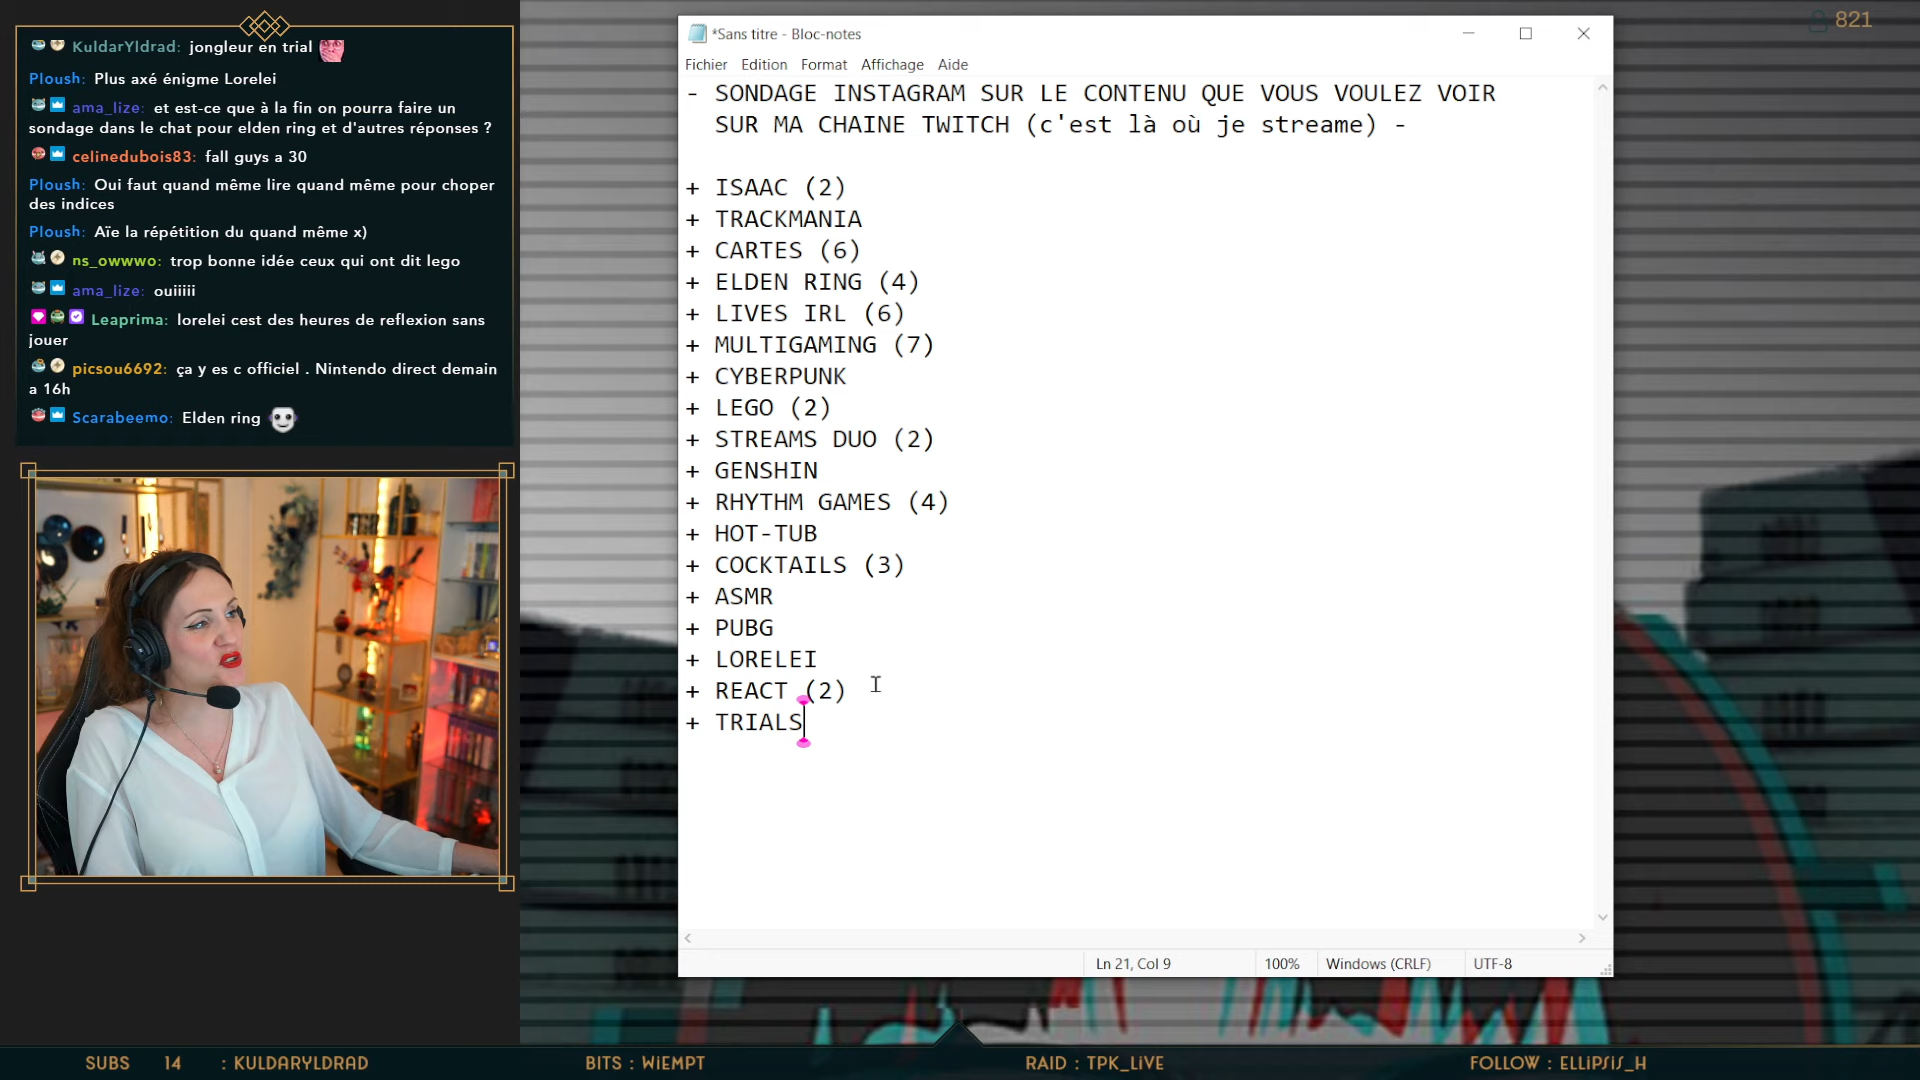 KuldarYldrad: jongleur en trial
Ploush: Plus axé énigme Lorelei
ama_lize: et est-ce que à la fin on pourra faire un
sondage dans le chat pour elden ring et d'autres réponses ?
celinedubois83: fall guys a 30
Ploush: Oui faut quand même lire quand même pour choper
des indices
Ploush: Aïe la répétition du quand même x)
ns_owwwo: trop bonne idée ceux qui ont dit lego
ama_lize: ouiiiii
Leaprima: lorelei cest des heures de reflexion sans
jouer
picsou6692: ça y es c officiel . Nintendo direct demain
a 16h
Scarabeemo: Elden ring
*Sans titre - Bloc-notes
Fichier Edition Format Affichage Aide
- SONDAGE INSTAGRAM SUR LE CONTENU QUE VOUS VOULEZ VOIR
SUR MA CHAINE TWITCH (c'est là où je streame) -
+ ISAAC (2)
+ TRACKMANIA
+ CARTES (6)
+ ELDEN RING (4)
+ LIVES IRL (6)
+ MULTIGAMING (7)
+ CYBERPUNK
+ LEGO (2)
+ STREAMS DUO (2)
+ GENSHIN
+ RHYTHM GAMES (4)
+ HOT-TUB
+ COCKTAILS (3)
+ ASMR
+ PUBG
+ LORELEI
+ REACT (2)
+ TRIALS
Ln 21, Col 9 100% Windows (CRLF) UTF-8
821
SUBS 14 : KULDARYLDRAD BITS : WIEMPT RAID : TPK_LIVE FOLLOW : ELLIPSIS_H